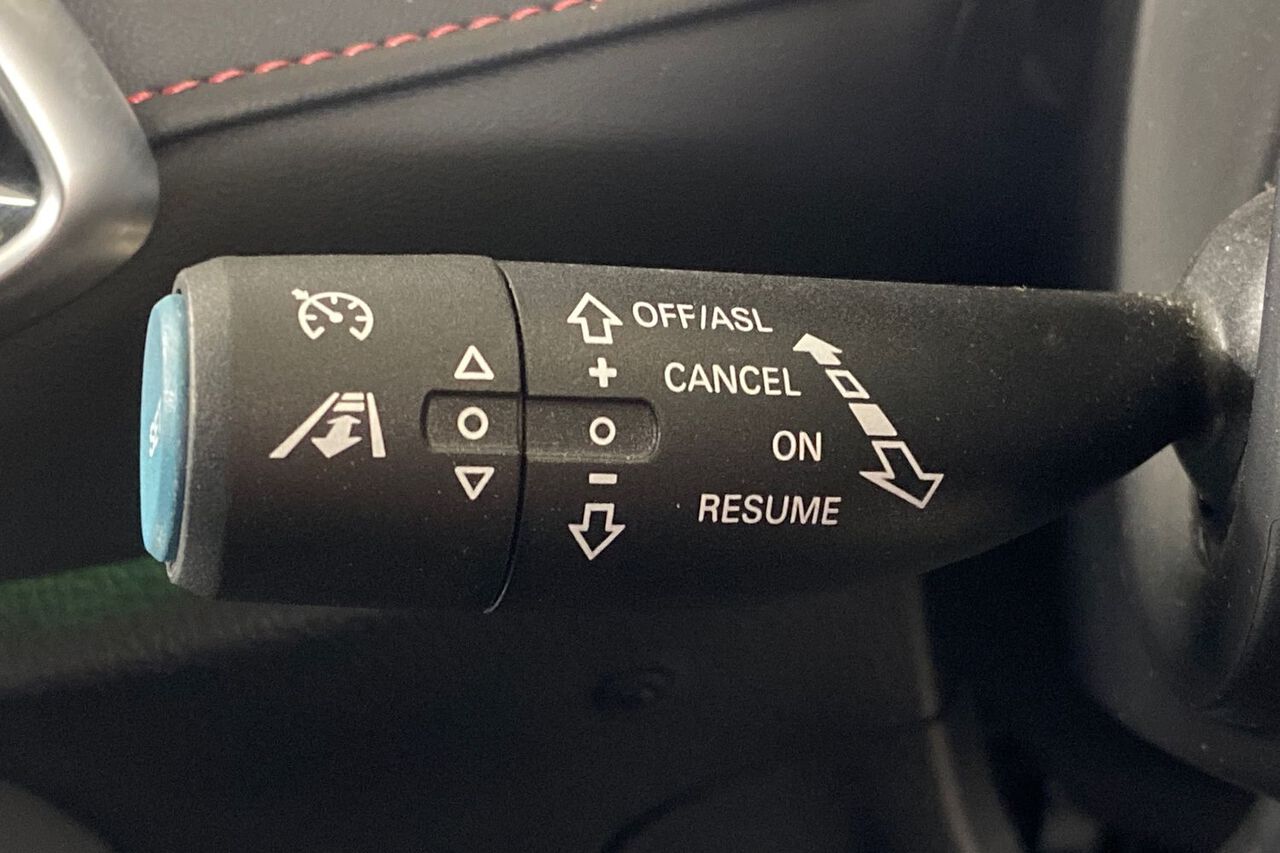 OFF/ASL
+
CANCEL
ON
-
RESUME